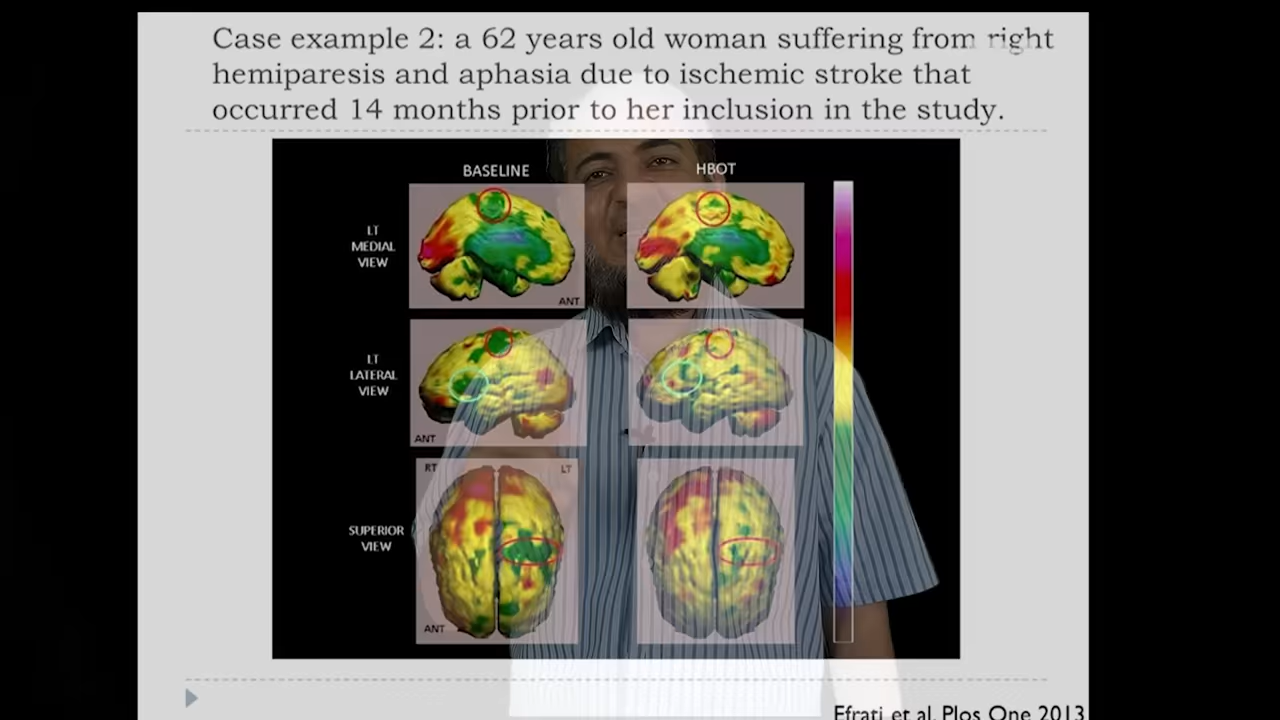 Case example 2: a 62 years old woman suffering from right
hemiparesis and aphasia due to ischemic stroke that
occurred 14 months prior to her inclusion in the study.
BASELINE
HBOT
LT
MEDIAL
VIEW
ANT
LT
LATERAL
VIEW
ANT
RT
LT
SUPERIOR
VIEW
ANT
Efrati et al. Plos One 2013